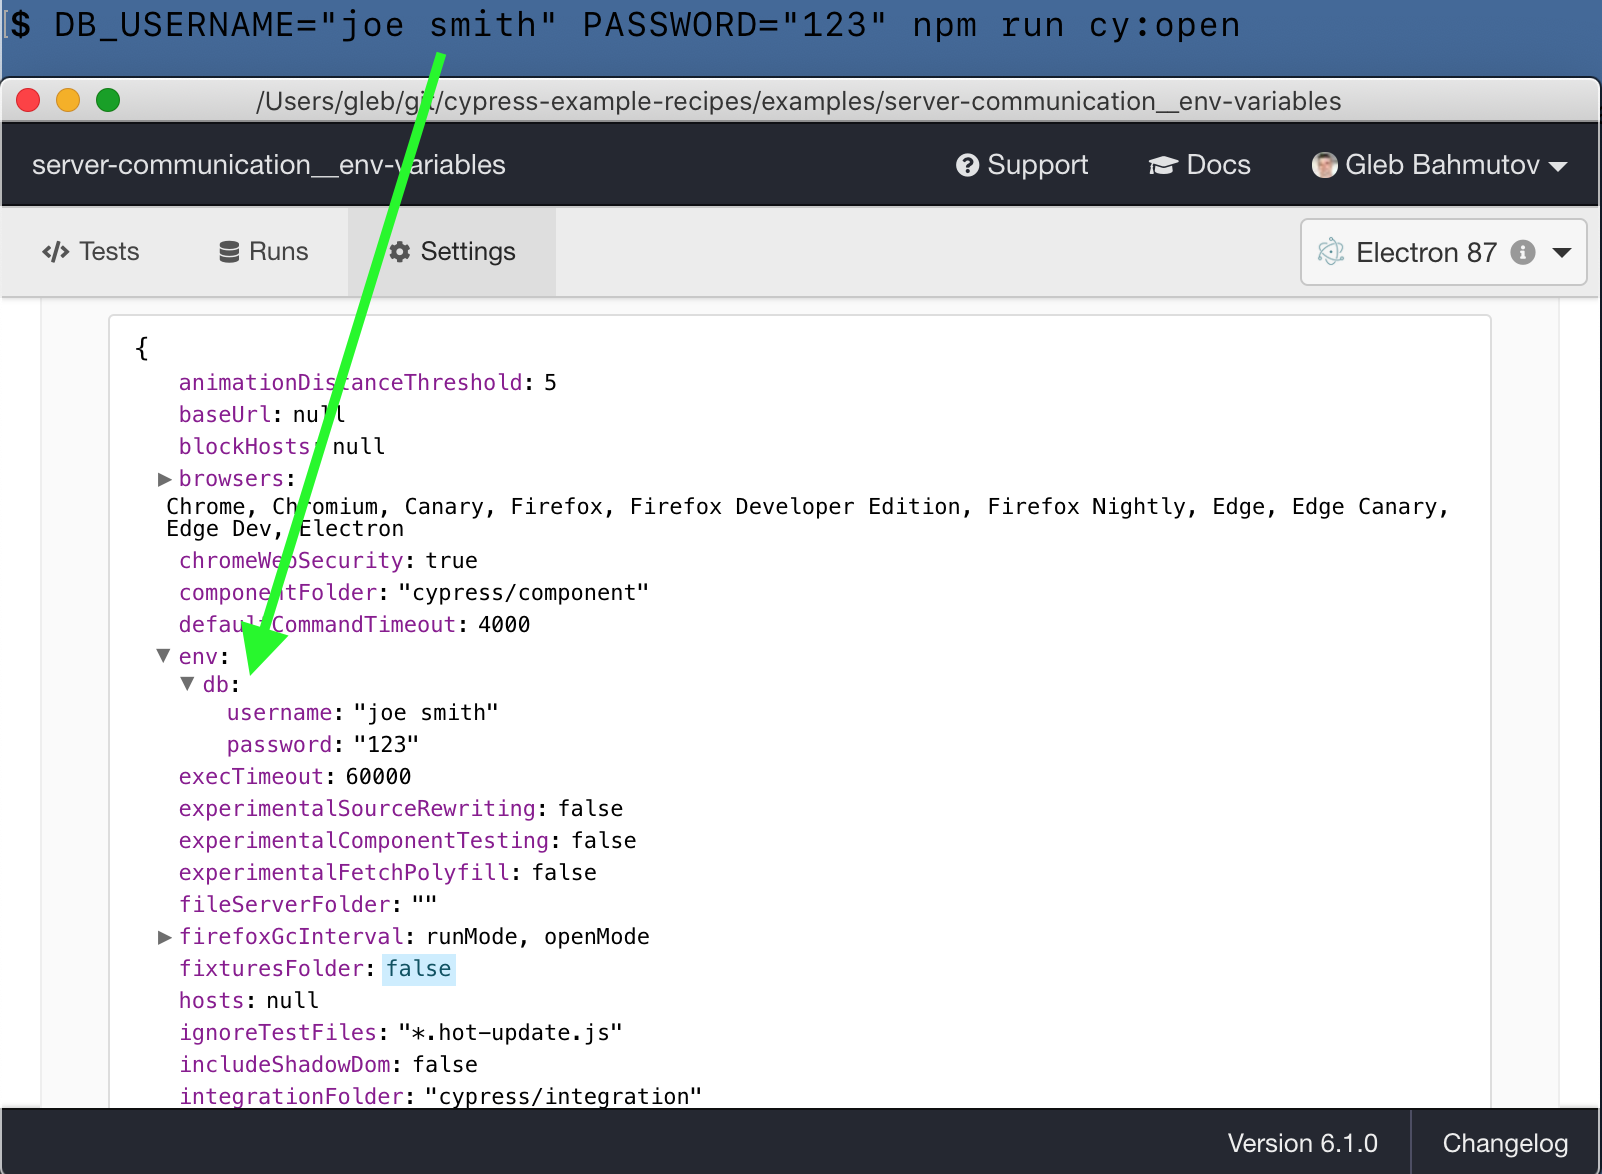 $ DB_USERNAME="joe smith" PASSWORD="123" npm run cy:open
/Users/gleb/git/cypress-example-recipes/examples/server-communication__env-variables
server-communication__env-variables
Support
Docs
Gleb Bahmutov
Tests
Runs
Settings
Electron 87
{
animationDistanceThreshold: 5
baseUrl: null
blockHosts: null
browsers:
Chrome, Chromium, Canary, Firefox, Firefox Developer Edition, Firefox Nightly, Edge, Edge Canary,
Edge Dev, Electron
chromeWebSecurity: true
componentFolder: "cypress/component"
defaultCommandTimeout: 4000
env:
db:
username: "joe smith"
password: "123"
execTimeout: 60000
experimentalSourceRewriting: false
experimentalComponentTesting: false
experimentalFetchPolyfill: false
fileServerFolder: ""
firefoxGcInterval: runMode, openMode
fixturesFolder: false
hosts: null
ignoreTestFiles: "*.hot-update.js"
includeShadowDom: false
integrationFolder: "cypress/integration"
Version 6.1.0
Changelog